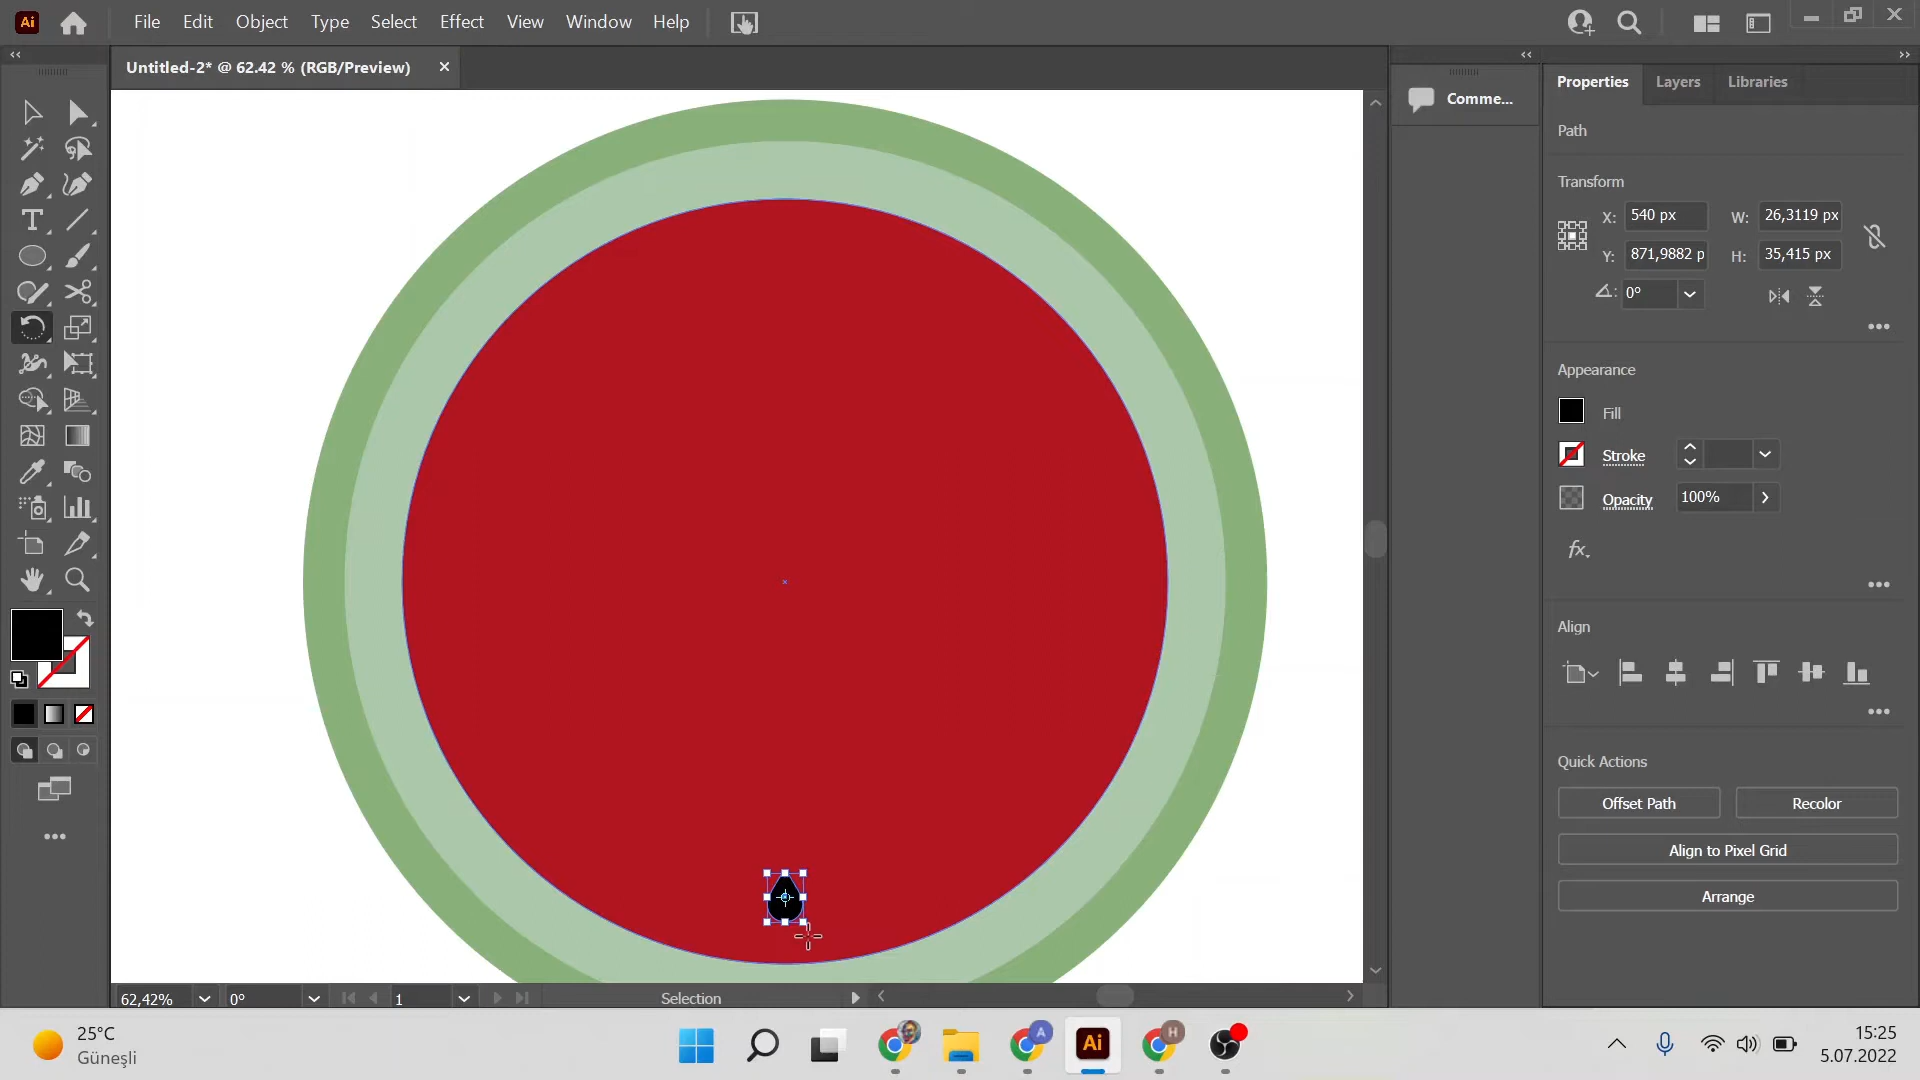 Ai
File Edit Object Type Select Effect View Window Help
Untitled-2* @ 62.42 % (RGB/Preview)
Comme...
Properties Layers Libraries
Path
Transform
X: 540 px W: 26,3119 px
Y: 871,9882 p H: 35,415 px
0°
Appearance
Fill
Stroke
Opacity 100%
fx.
Align
Quick Actions
Offset Path Recolor
Align to Pixel Grid
Arrange
62,42% 0° 1 Selection
25°C
Güneşli
A
Ai
H
15:25
5.07.2022